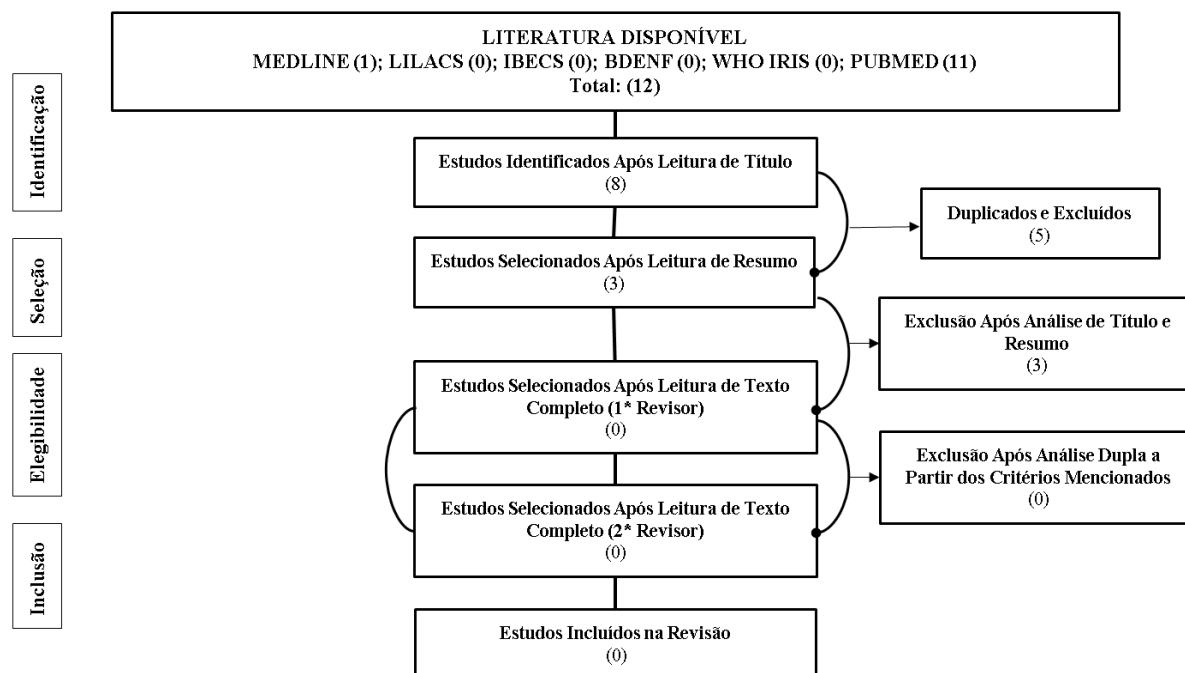 LITERATURA DISPONÍVEL
MEDLINE (1); LILACS (0); IBECS (0); BDENF (0); WHO IRIS (0); PUBMED (11)
Total: (12)
Identificação
Estudos Identificados Após Leitura de Título
(8)
Duplicados e Excluídos
(5)
Seleção
Estudos Selecionados Após Leitura de Resumo
(3)
Exclusão Após Análise de Título e
Resumo
(3)
Elegibilidade
Estudos Selecionados Após Leitura de Texto
Completo (1* Revisor)
(0)
Exclusão Após Análise Dupla a
Partir dos Critérios Mencionados
(0)
Estudos Selecionados Após Leitura de Texto
Completo (2* Revisor)
(0)
Inclusão
Estudos Incluídos na Revisão
(0)